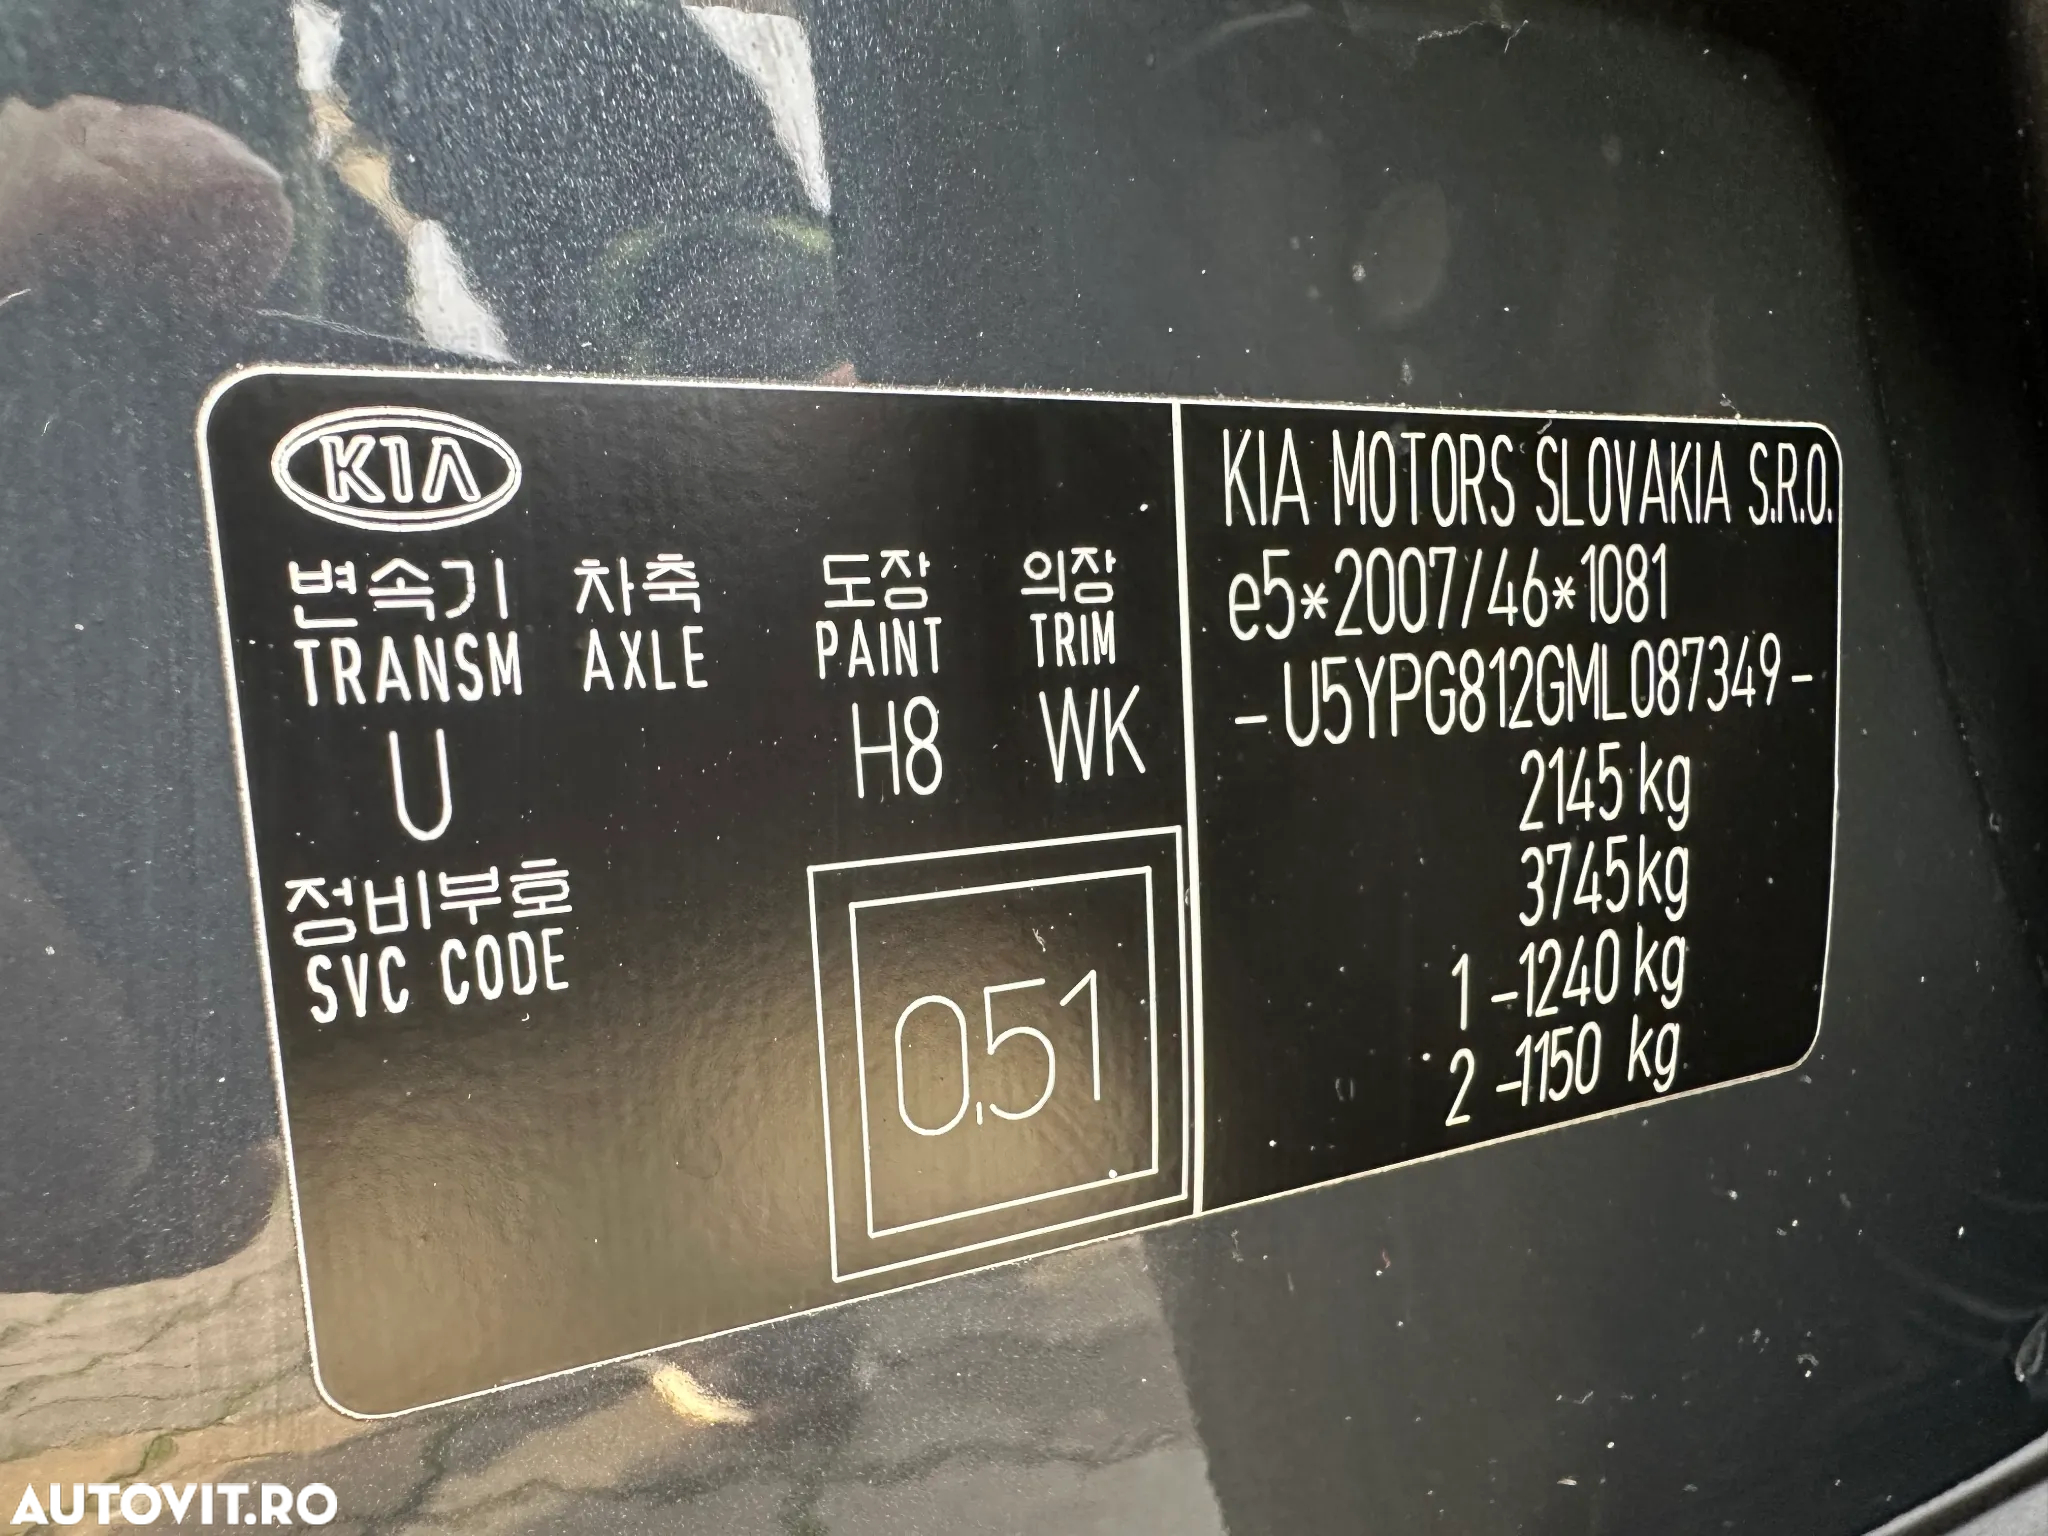 KIA
변속기 차축 도장 의장
TRANSM AXLE PAINT TRIM
U H8 WK
정비부호
SVC CODE
0,51
KIA MOTORS SLOVAKIA S.R.O.
e5*2007/46*1081
-U5YPG812GML087349-
2145 kg
3745 kg
1 -1240 kg
2 -1150 kg
AUTOVIT.RO